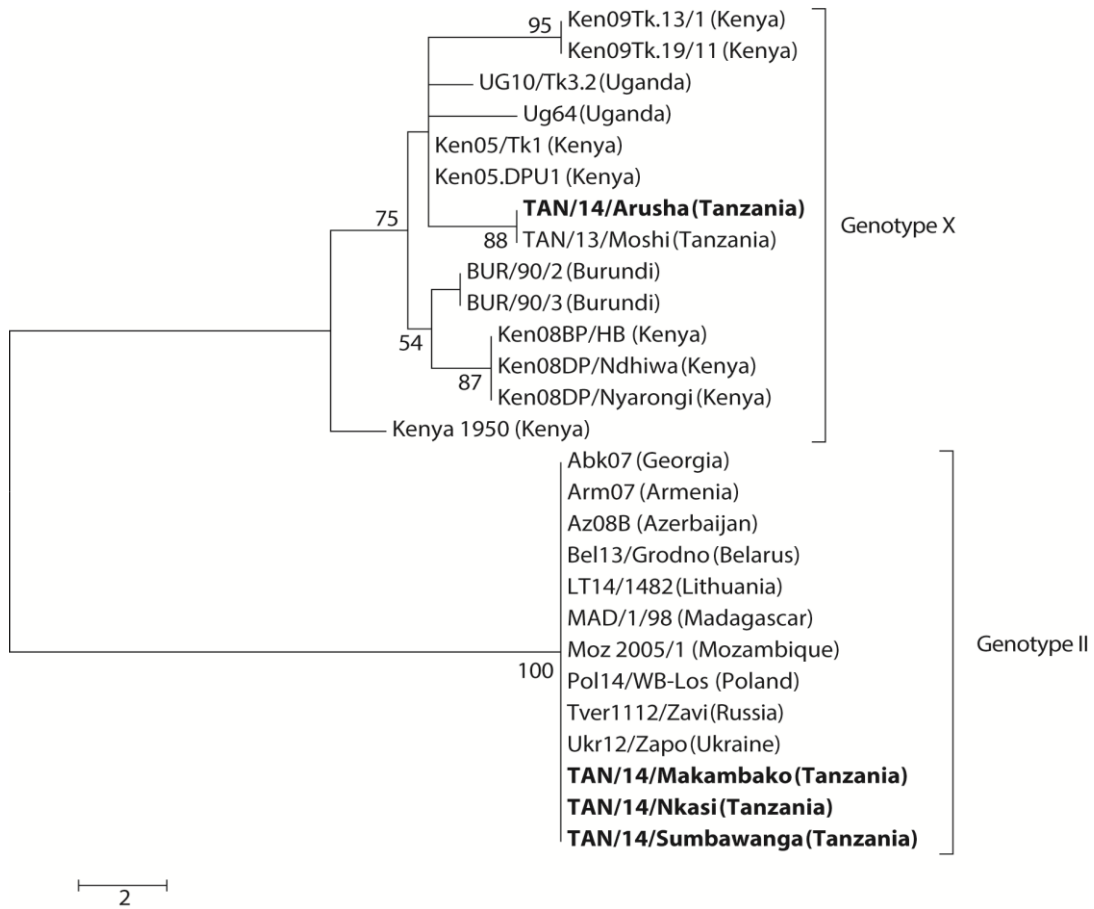 95
Ken09Tk.13/1 (Kenya)
Ken09Tk.19/11 (Kenya)
UG10/Tk3.2 (Uganda)
Ug64 (Uganda)
Ken05/Tk1 (Kenya)
Ken05.DPU1 (Kenya)
75
TAN/14/Arusha (Tanzania)
88
TAN/13/Moshi (Tanzania)
Genotype X
BUR/90/2 (Burundi)
BUR/90/3 (Burundi)
54
Ken08BP/HB (Kenya)
Ken08DP/Ndhiwa (Kenya)
87
Ken08DP/Nyarongi (Kenya)
Kenya 1950 (Kenya)
Abk07 (Georgia)
Arm07 (Armenia)
Az08B (Azerbaijan)
Bel13/Grodno (Belarus)
LT14/1482 (Lithuania)
MAD/1/98 (Madagascar)
Moz 2005/1 (Mozambique)
Genotype II
100
Pol14/WB-Los (Poland)
Tver1112/Zavi (Russia)
Ukr12/Zapo (Ukraine)
TAN/14/Makambako (Tanzania)
TAN/14/Nkasi (Tanzania)
TAN/14/Sumbawanga (Tanzania)
2